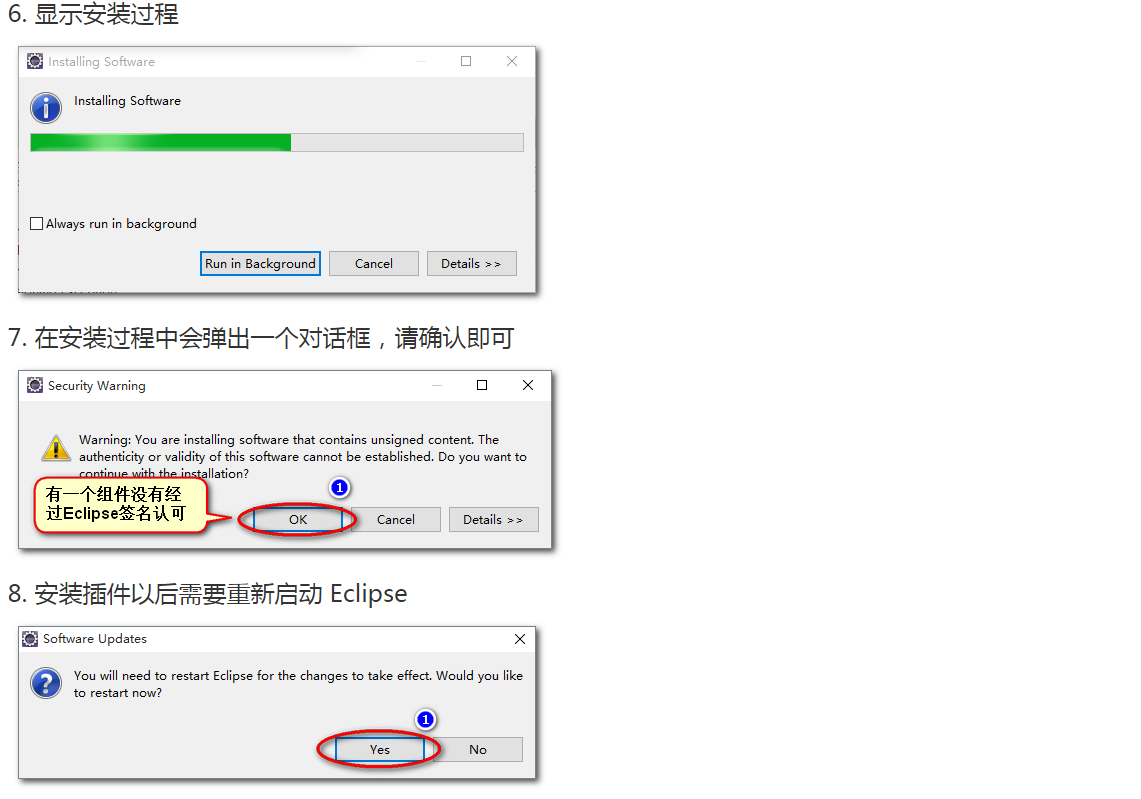 6. 显示安装过程
Installing Software
Installing Software
Always run in background
Run in Background Cancel Details >>
7. 在安装过程中会弹出一个对话框，请确认即可
Security Warning
Warning: You are installing software that contains unsigned content. The
authenticity or validity of this software cannot be established. Do you want to
continue with the installation?
有一个组件没有经
过Eclipse签名认可
1
OK Cancel Details >>
8. 安装插件以后需要重新启动 Eclipse
Software Updates
You will need to restart Eclipse for the changes to take effect. Would you like
to restart now?
1
Yes No